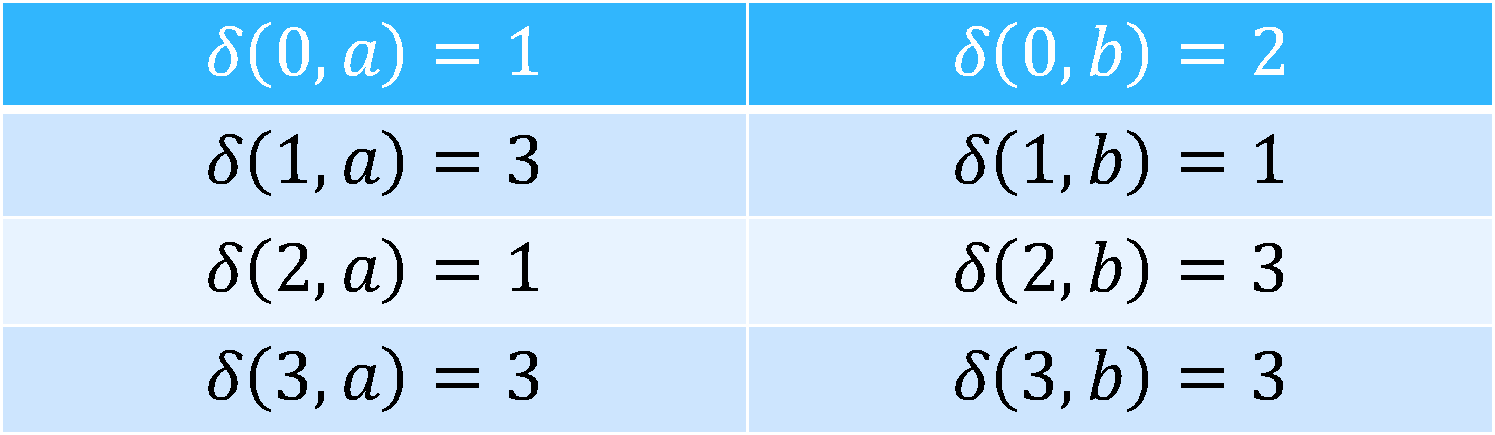 δ(0, a) = 1 δ(0, b) = 2
δ(1, a) = 3 δ(1, b) = 1
δ(2, a) = 1 δ(2, b) = 3
δ(3, a) = 3 δ(3, b) = 3